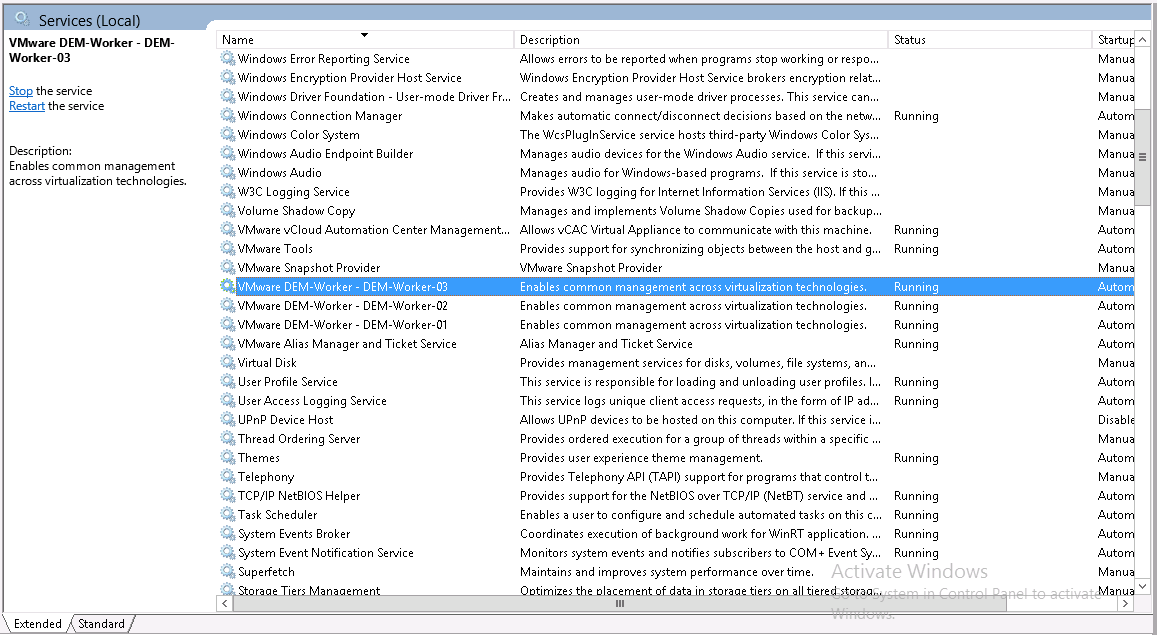 Services (Local)
VMware DEM-Worker - DEM-
Worker-03
Stop the service
Restart the service
Description:
Enables common management
across virtualization technologies.
Name Description Status Startup
Windows Error Reporting Service Allows errors to be reported when programs stop working or respo... Manua
Windows Encryption Provider Host Service Windows Encryption Provider Host Service brokers encryption relat... Manua
Windows Driver Foundation - User-mode Driver Fr... Creates and manages user-mode driver processes. This service can... Manua
Windows Connection Manager Makes automatic connect/disconnect decisions based on the netw... Running Autom
Windows Color System The WcsPlugInService service hosts third-party Windows Color Sys... Manua
Windows Audio Endpoint Builder Manages audio devices for the Windows Audio service. If this servi... Manua
Windows Audio Manages audio for Windows-based programs. If this service is sto... Manua
W3C Logging Service Provides W3C logging for Internet Information Services (IIS). If this ... Manua
Volume Shadow Copy Manages and implements Volume Shadow Copies used for backup... Manua
VMware vCloud Automation Center Management... Allows vCAC Virtual Appliance to communicate with this machine. Running Autom
VMware Tools Provides support for synchronizing objects between the host and g... Running Autom
VMware Snapshot Provider VMware Snapshot Provider Manua
VMware DEM-Worker - DEM-Worker-03 Enables common management across virtualization technologies. Running Autom
VMware DEM-Worker - DEM-Worker-02 Enables common management across virtualization technologies. Running Autom
VMware DEM-Worker - DEM-Worker-01 Enables common management across virtualization technologies. Running Autom
VMware Alias Manager and Ticket Service Alias Manager and Ticket Service Running Autom
Virtual Disk Provides management services for disks, volumes, file systems, an... Manua
User Profile Service This service is responsible for loading and unloading user profiles. I... Running Autom
User Access Logging Service This service logs unique client access requests, in the form of IP ad... Running Autom
UPnP Device Host Allows UPnP devices to be hosted on this computer. If this service i... Disable
Thread Ordering Server Provides ordered execution for a group of threads within a specific ... Manua
Themes Provides user experience theme management. Running Autom
Telephony Provides Telephony API (TAPI) support for programs that control t... Manua
TCP/IP NetBIOS Helper Provides support for the NetBIOS over TCP/IP (NetBT) service and ... Running Autom
Task Scheduler Enables a user to configure and schedule automated tasks on this c... Running Autom
System Events Broker Coordinates execution of background work for WinRT application. ... Running Autom
System Event Notification Service Monitors system events and notifies subscribers to COM+ Event Sy... Running Autom
Superfetch Maintains and improves system performance over time. Manua
Storage Tiers Management Optimizes the placement of data in storage tiers on all tiered storag... Manua
Activate Windows
Go to System in Control Panel to activate
Windows.
Extended Standard